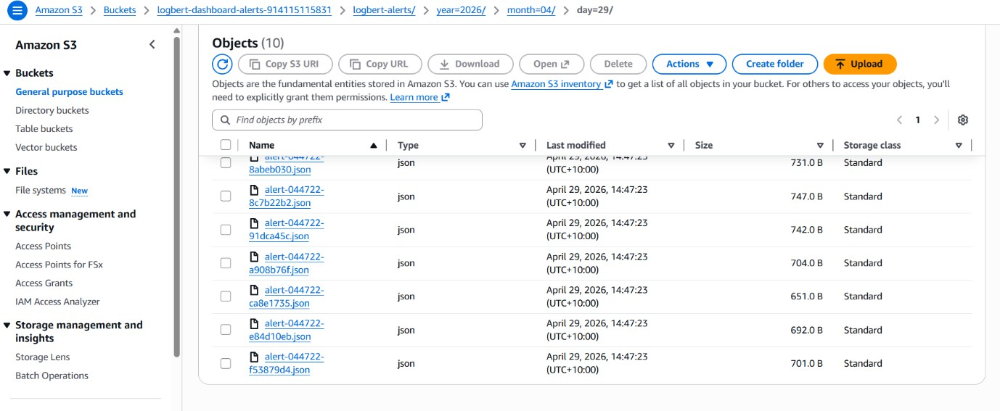 Amazon S3 > Buckets > logbert-dashboard-alerts-914115115831 > logbert-alerts/ > year=2026/ > month=04/ > day=29/
Amazon S3
Buckets
General purpose buckets
Directory buckets
Table buckets
Vector buckets
Files
File systems New
Access management and
security
Access Points
Access Points for FSx
Access Grants
IAM Access Analyzer
Storage management and
insights
Storage Lens
Batch Operations
Objects (10)
Copy S3 URI Copy URL Download Open Delete Actions Create folder Upload
Objects are the fundamental entities stored in Amazon S3. You can use Amazon S3 inventory to get a list of all objects in your bucket. For others to access your objects, you'll
need to explicitly grant them permissions. Learn more
Find objects by prefix
1
Name Type Last modified Size Storage class
alert-044722- April 29, 2026, 14:47:23
8abeb030.json json (UTC+10:00) 731.0 B Standard
alert-044722- April 29, 2026, 14:47:23
8c7b22b2.json json (UTC+10:00) 747.0 B Standard
alert-044722- April 29, 2026, 14:47:23
91dca45c.json json (UTC+10:00) 742.0 B Standard
alert-044722- April 29, 2026, 14:47:23
a908b76f.json json (UTC+10:00) 704.0 B Standard
alert-044722- April 29, 2026, 14:47:23
ca8e1735.json json (UTC+10:00) 651.0 B Standard
alert-044722- April 29, 2026, 14:47:23
e84d10eb.json json (UTC+10:00) 692.0 B Standard
alert-044722- April 29, 2026, 14:47:23
f53879d4.json json (UTC+10:00) 701.0 B Standard